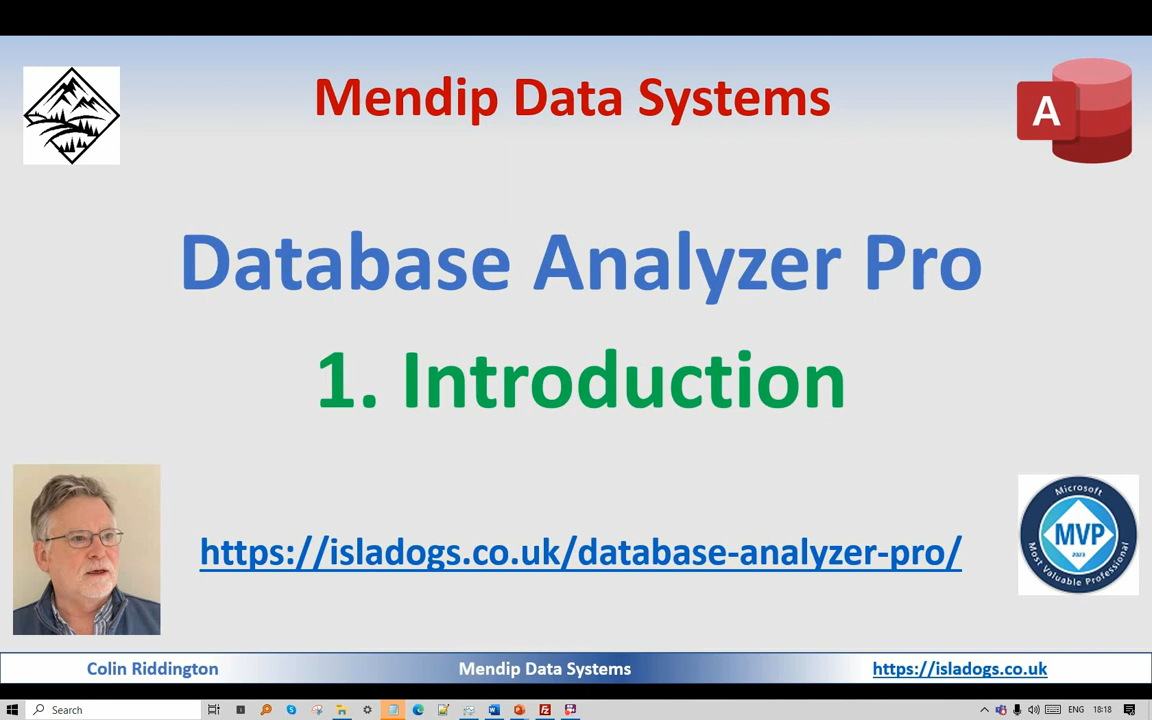 Mendip Data Systems
A
Database Analyzer Pro
1. Introduction
https://isladogs.co.uk/database-analyzer-pro/
Microsoft
MVP
2023
Most Valuable Professional
Colin Riddington
Mendip Data Systems
https://isladogs.co.uk
Search
ENG
18:18